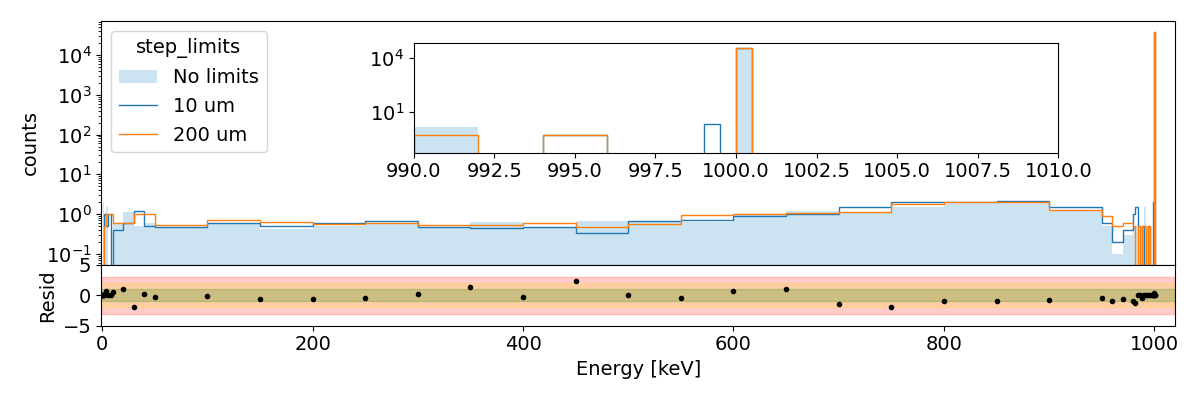 step_limits
No limits
10 um
200 um
counts
10⁴
10³
10²
10¹
10⁰
10⁻¹
10⁴
10¹
990.0 992.5 995.0 997.5 1000.0 1002.5 1005.0 1007.5 1010.0
Resid
5
0
−5
0 200 400 600 800 1000
Energy [keV]